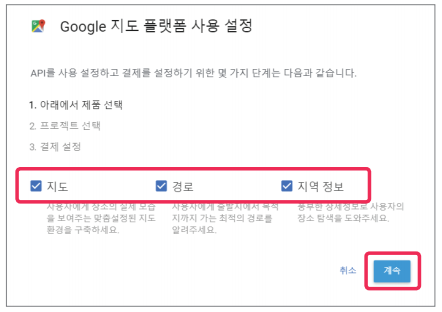 Google 지도 플랫폼 사용 설정
API를 사용 설정하고 결제를 설정하기 위한 몇 가지 단계는 다음과 같습니다.
1. 아래에서 제품 선택
2. 프로젝트 선택
3. 결제 설정
지도
경로
지역 정보
사용자에게 장소의 실제 모습
을 보여주는 맞춤설정된 지도
환경을 구축하세요.
사용자에게 출발지에서 목적
지까지 가는 최적의 경로를
알려주세요.
풍부한 상세정보로 사용자의
장소 탐색을 도와주세요.
취소
계속